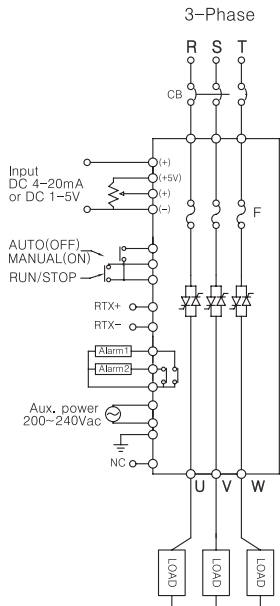 3-Phase
R S T
CB
(+)
(+5V)
Input
DC 4-20mA
or DC 1-5V
(+)
(-)
F
AUTO(OFF)
MANUAL(ON)
RUN/STOP
RTX+
RTX-
Alarm1
Alarm2
Aux. power
200~240Vac
NC
U V W
LOAD LOAD LOAD